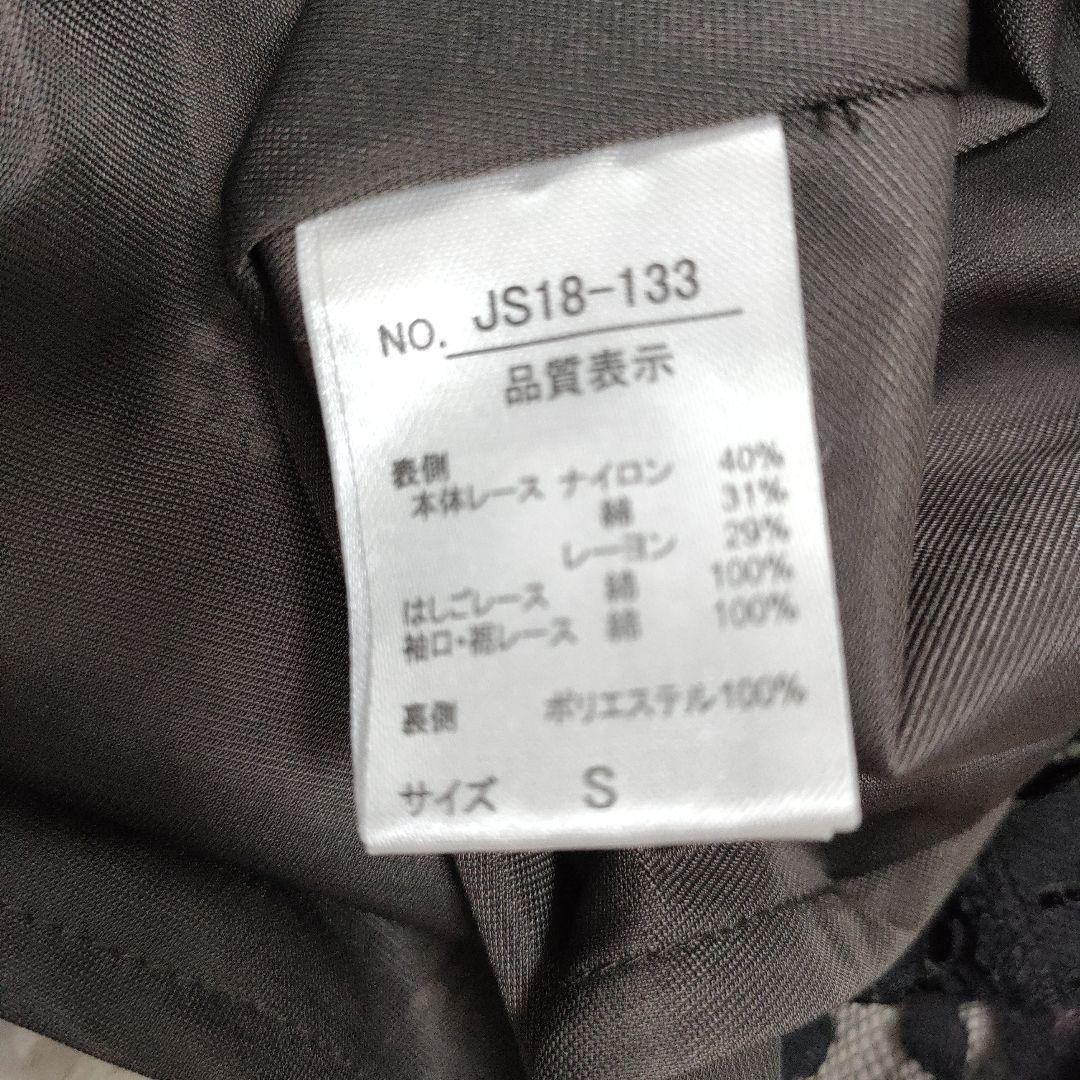 NO. JS18-133
品質表示
表側
本体レース ナイロン 40%
綿 31%
レーヨン 29%
はしごレース 綿 100%
袖口・裾レース 綿 100%
裏側 ポリエステル100%
サイズ S